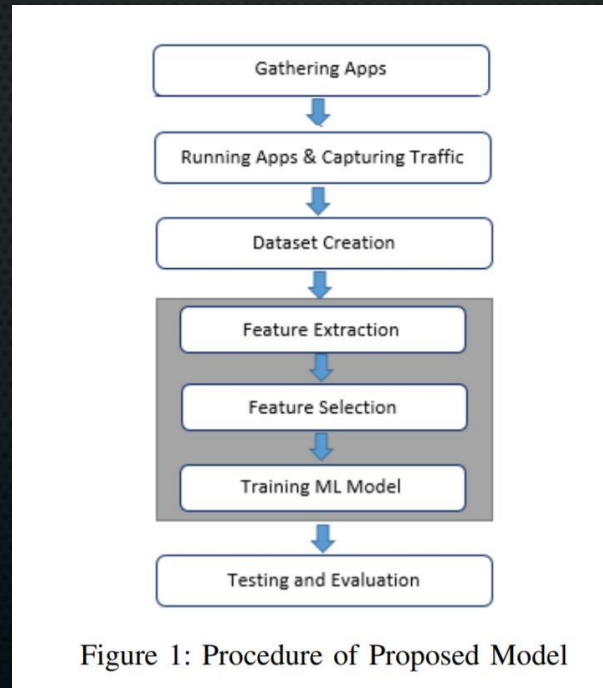 Gathering Apps
Running Apps & Capturing Traffic
Dataset Creation
Feature Extraction
Feature Selection
Training ML Model
Testing and Evaluation
Figure 1: Procedure of Proposed Model